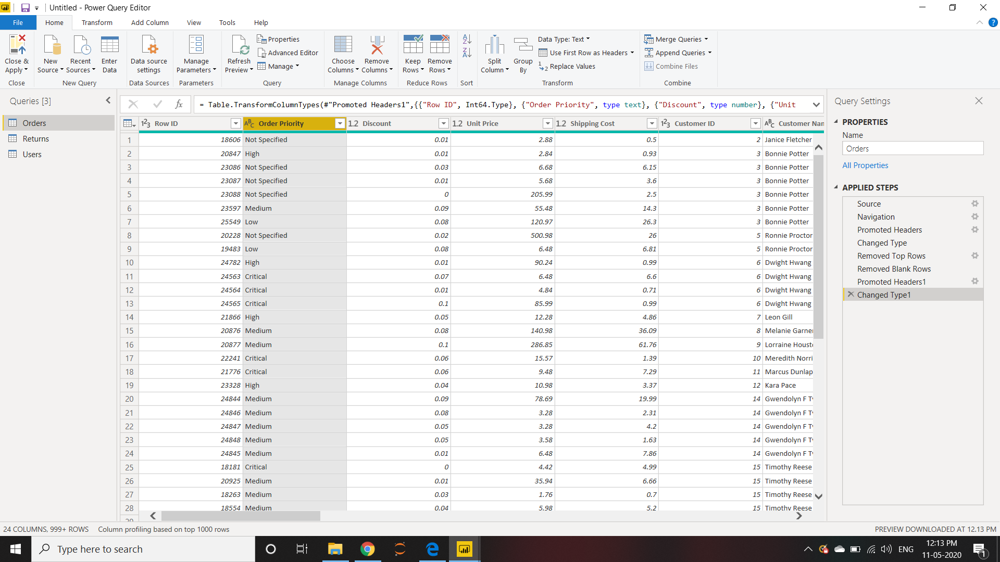 Untitled - Power Query Editor
File Home Transform Add Column View Tools Help
Close & Apply
New Source
Recent Sources
Enter Data
Data source settings
Manage Parameters
Refresh Preview
Properties
Advanced Editor
Manage
Choose Columns
Remove Columns
Keep Rows
Remove Rows
Split Column
Group By
Data Type: Text
Use First Row as Headers
Replace Values
Merge Queries
Append Queries
Combine Files
Close New Query Data Sources Parameters Query Manage Columns Reduce Rows Sort Transform Combine
Queries [3]
Orders
Returns
Users
= Table.TransformColumnTypes(#"Promoted Headers1",{{"Row ID", Int64.Type}, {"Order Priority", type text}, {"Discount", type number}, {"Unit
Row ID Order Priority 1.2 Discount 1.2 Unit Price 1.2 Shipping Cost Customer ID Customer Nan
1 18606 Not Specified 0.01 2.88 0.5 2 Janice Fletcher
2 20847 High 0.01 2.84 0.93 3 Bonnie Potter
3 23086 Not Specified 0.03 6.68 6.15 3 Bonnie Potter
4 23087 Not Specified 0.01 5.68 3.6 3 Bonnie Potter
5 23088 Not Specified 0 205.99 2.5 3 Bonnie Potter
6 23597 Medium 0.09 55.48 14.3 3 Bonnie Potter
7 25549 Low 0.08 120.97 26.3 3 Bonnie Potter
8 20228 Not Specified 0.02 500.98 26 5 Ronnie Proctor
9 19483 Low 0.08 6.48 6.81 5 Ronnie Proctor
10 24782 High 0.01 90.24 0.99 6 Dwight Hwang
11 24563 Critical 0.07 6.48 6.6 6 Dwight Hwang
12 24564 Critical 0.01 4.84 0.71 6 Dwight Hwang
13 24565 Critical 0.1 85.99 0.99 6 Dwight Hwang
14 21866 High 0.05 12.28 4.86 7 Leon Gill
15 20876 Medium 0.08 140.98 36.09 8 Melanie Garne
16 20877 Medium 0.1 286.85 61.76 9 Lorraine Houst
17 22241 Critical 0.06 15.57 1.39 10 Meredith Norri
18 21776 Critical 0.06 9.48 7.29 11 Marcus Dunlap
19 23328 High 0.04 10.98 3.37 12 Kara Pace
20 24844 Medium 0.09 78.69 19.99 14 Gwendolyn F T
21 24846 Medium 0.08 3.28 2.31 14 Gwendolyn F T
22 24847 Medium 0.05 3.28 4.2 14 Gwendolyn F T
23 24848 Medium 0.05 3.58 1.63 14 Gwendolyn F T
24 24845 Medium 0.01 6.48 7.86 14 Gwendolyn F T
25 18181 Critical 0 4.42 4.99 15 Timothy Reese
26 20925 Medium 0.01 35.94 6.66 15 Timothy Reese
27 18263 Medium 0.03 1.76 0.7 15 Timothy Reese
28 18554 Medium 0.04 5.98 5.2 15 Timothy Reese
Query Settings
PROPERTIES
Name
Orders
All Properties
APPLIED STEPS
Source
Navigation
Promoted Headers
Changed Type
Removed Top Rows
Removed Blank Rows
Promoted Headers1
Changed Type1
24 COLUMNS, 999+ ROWS Column profiling based on top 1000 rows PREVIEW DOWNLOADED AT 12.13 PM
Type here to search
ENG
12:13 PM
11-05-2020
1